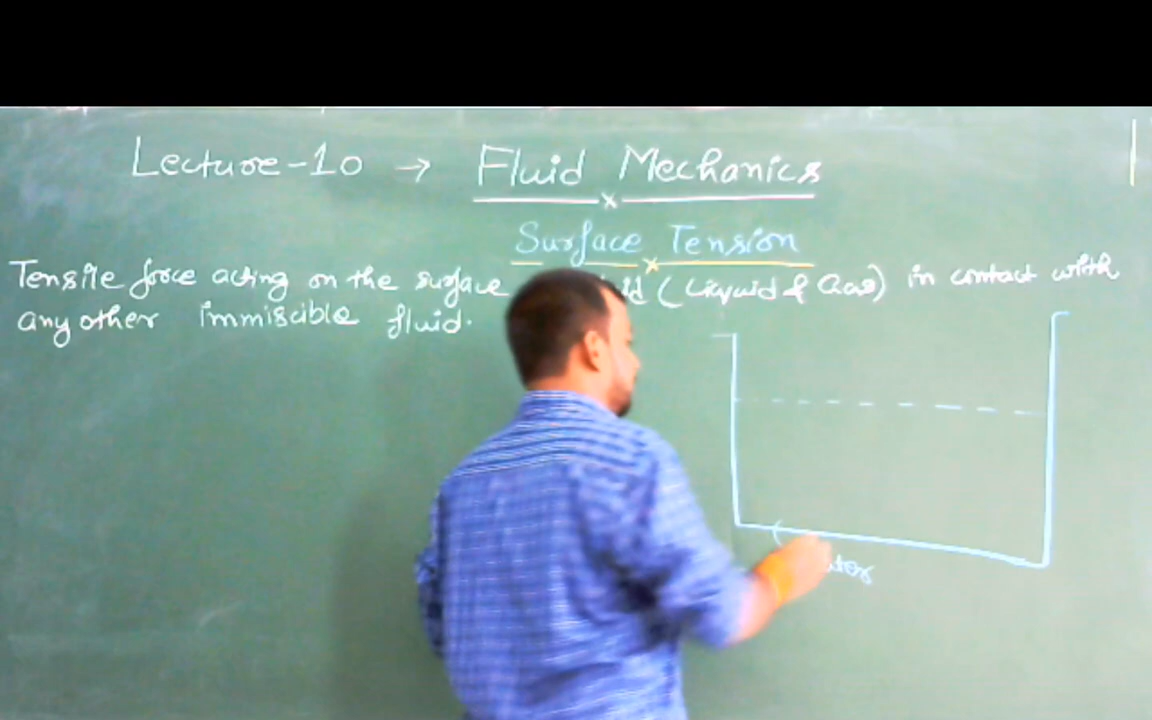 Lecture-10 → Fluid Mechanics
Surface Tension
Tensile force acting on the surface (Liquid & Gas) in contact with
any other immiscible fluid.